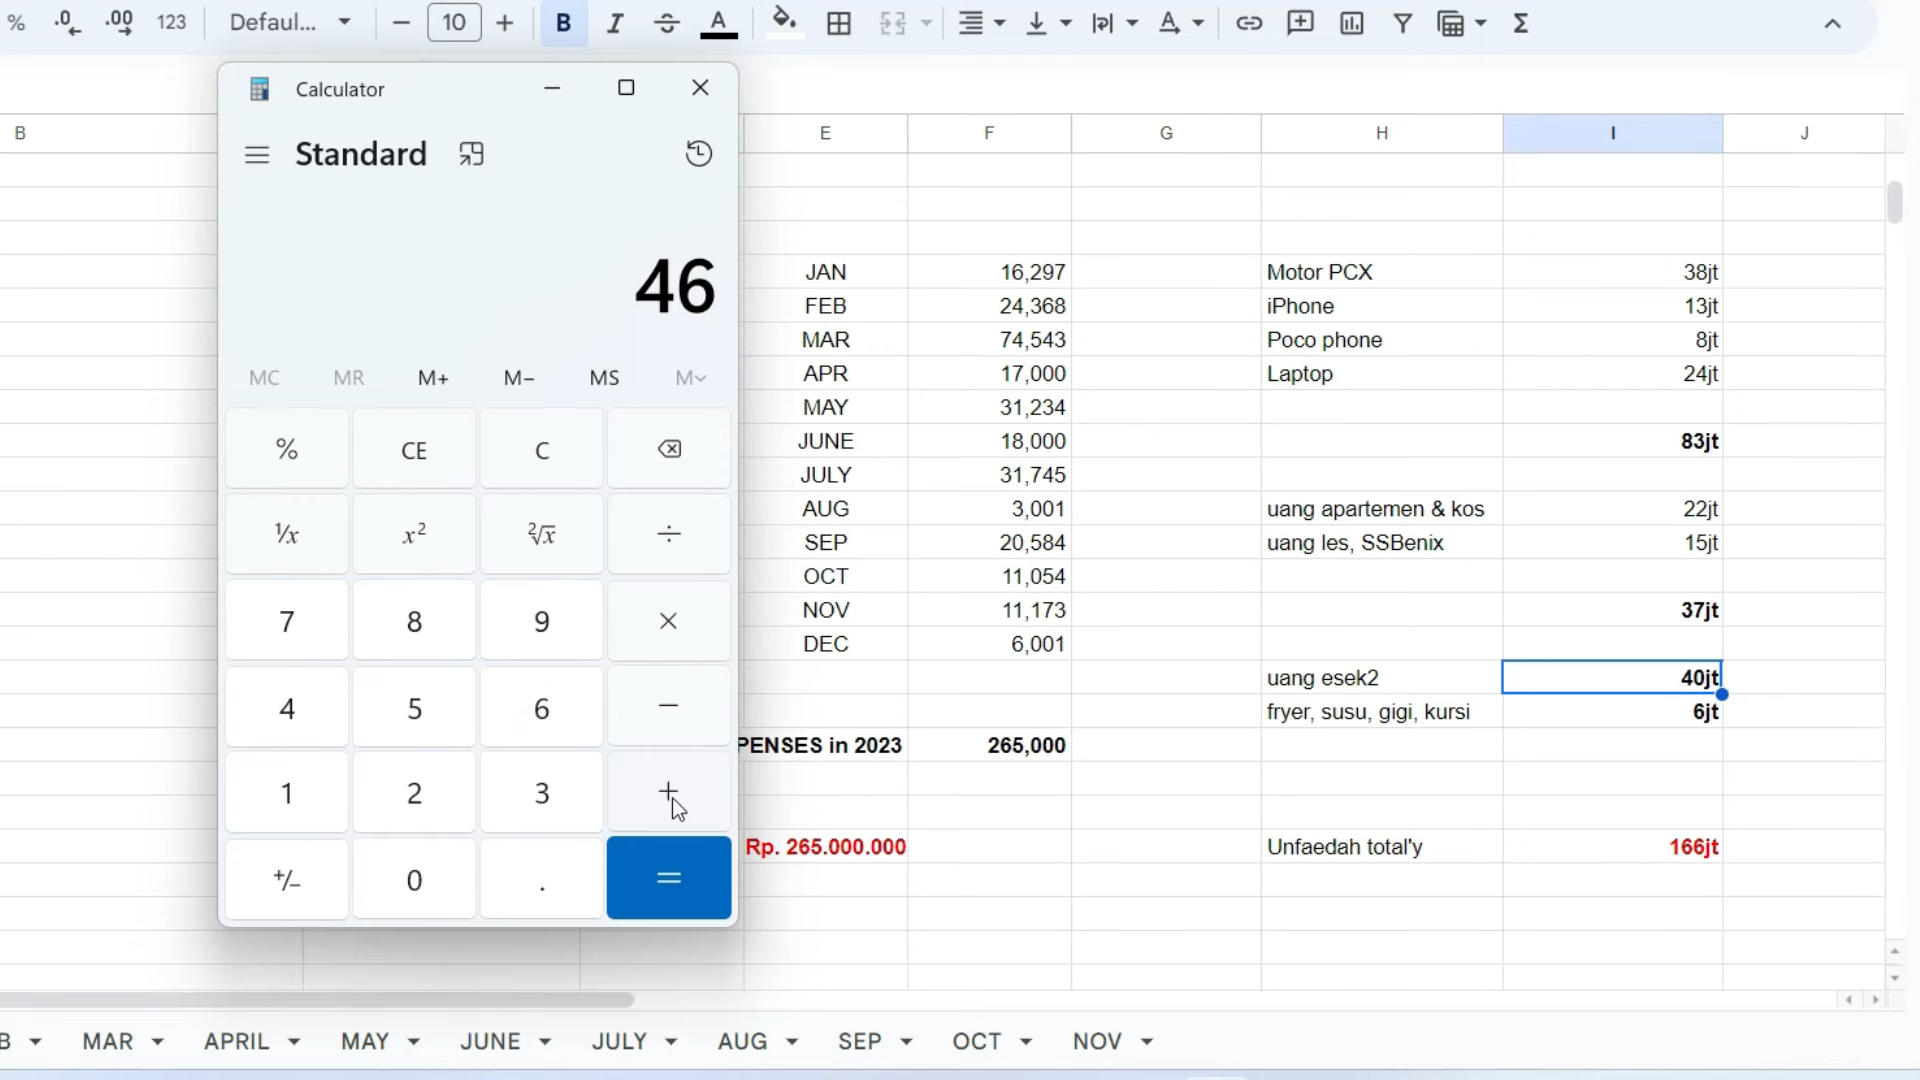 % .0 .00 123 Defaul... − 10 + B I S A A Σ
Calculator
B E F G H I J
Standard
46
MC MR M+ M− MS M
% CE C
⅟x x² ²√x ÷
7 8 9 ×
4 5 6 −
1 2 3 +
+/− 0 . =
JAN 16,297 Motor PCX 38jt
FEB 24,368 iPhone 13jt
MAR 74,543 Poco phone 8jt
APR 17,000 Laptop 24jt
MAY 31,234
JUNE 18,000 83jt
JULY 31,745
AUG 3,001 uang apartemen & kos 22jt
SEP 20,584 uang les, SSBenix 15jt
OCT 11,054
NOV 11,173 37jt
DEC 6,001
uang esek2 40jt
fryer, susu, gigi, kursi 6jt
PENSES in 2023 265,000
Rp. 265.000.000 Unfaedah total'y 166jt
B MAR APRIL MAY JUNE JULY AUG SEP OCT NOV